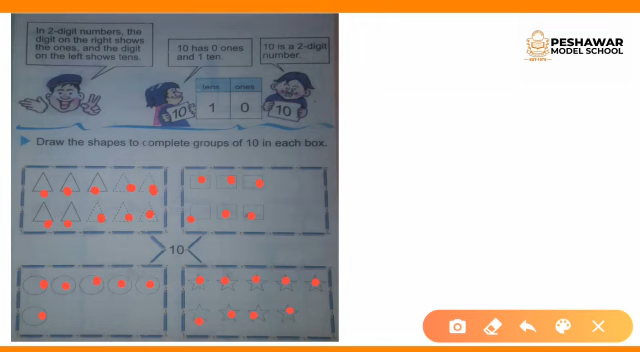 In 2-digit numbers, the
digit on the right shows
the ones, and the digit
on the left shows tens.
10 has 0 ones
and 1 ten.
10 is a 2-digit
number.
tens ones
1 0
10
10
Draw the shapes to complete groups of 10 in each box.
10
PESHAWAR
MODEL SCHOOL